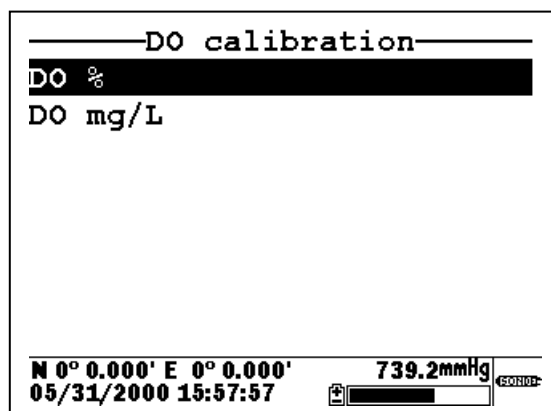 DO calibration
DO %
DO mg/L
N 0° 0.000' E 0° 0.000' 739.2mmHg
05/31/2000 15:57:57 SONDE